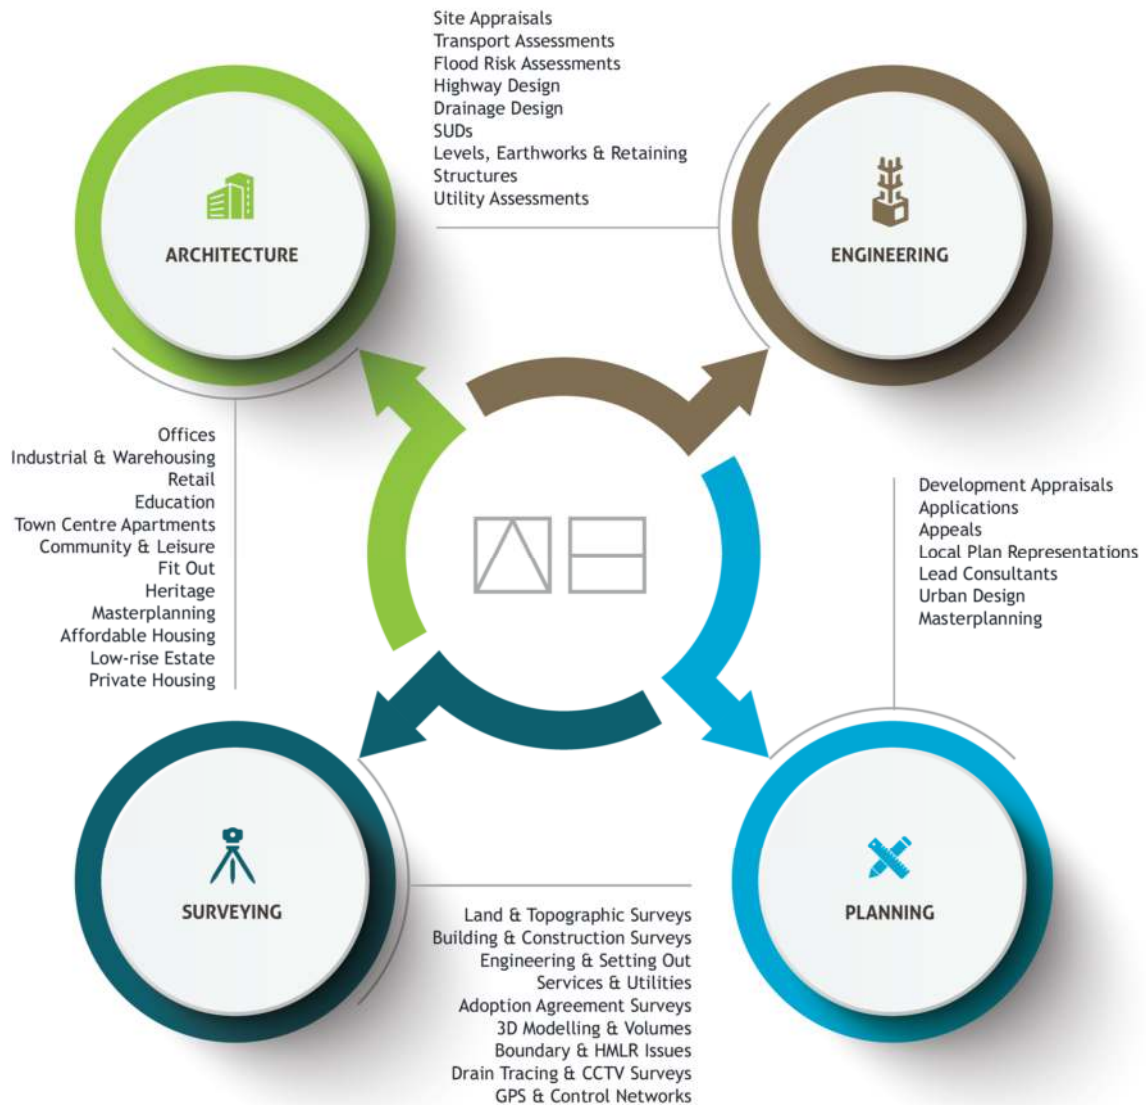 Site Appraisals
Transport Assessments
Flood Risk Assessments
Highway Design
Drainage Design
SUDs
Levels, Earthworks & Retaining
Structures
Utility Assessments
ARCHITECTURE
ENGINEERING
Offices
Industrial & Warehousing
Retail
Education
Town Centre Apartments
Community & Leisure
Fit Out
Heritage
Masterplanning
Affordable Housing
Low-rise Estate
Private Housing
Development Appraisals
Applications
Appeals
Local Plan Representations
Lead Consultants
Urban Design
Masterplanning
SURVEYING
PLANNING
Land & Topographic Surveys
Building & Construction Surveys
Engineering & Setting Out
Services & Utilities
Adoption Agreement Surveys
3D Modelling & Volumes
Boundary & HMLR Issues
Drain Tracing & CCTV Surveys
GPS & Control Networks